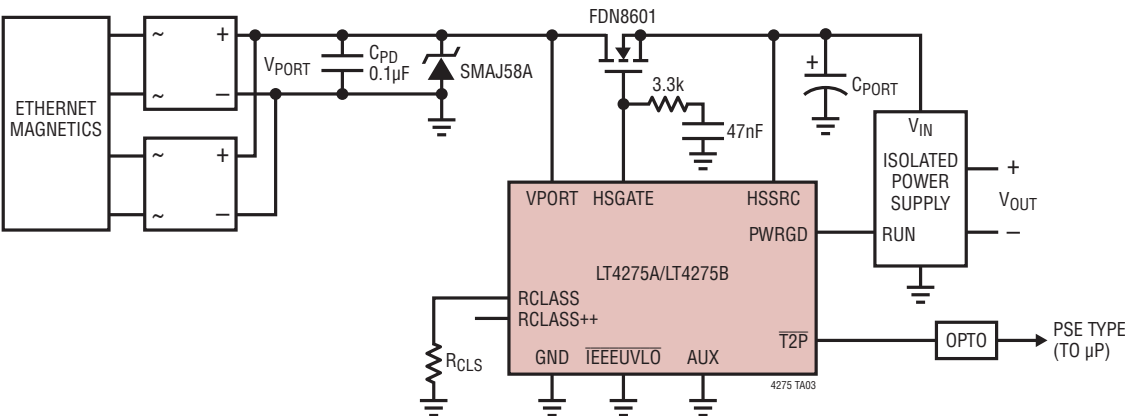 FDN8601
ETHERNET
MAGNETICS
~
+
~
–
~
+
~
–
VPORT
CPD
0.1µF
SMAJ58A
3.3k
47nF
+
CPORT
VIN
ISOLATED
POWER
SUPPLY
RUN
+
VOUT
–
VPORT HSGATE HSSRC
PWRGD
LT4275A/LT4275B
RCLASS
RCLASS++
T2P
GND IEEEUVLO AUX
RCLS
OPTO
PSE TYPE
(TO µP)
4275 TA03